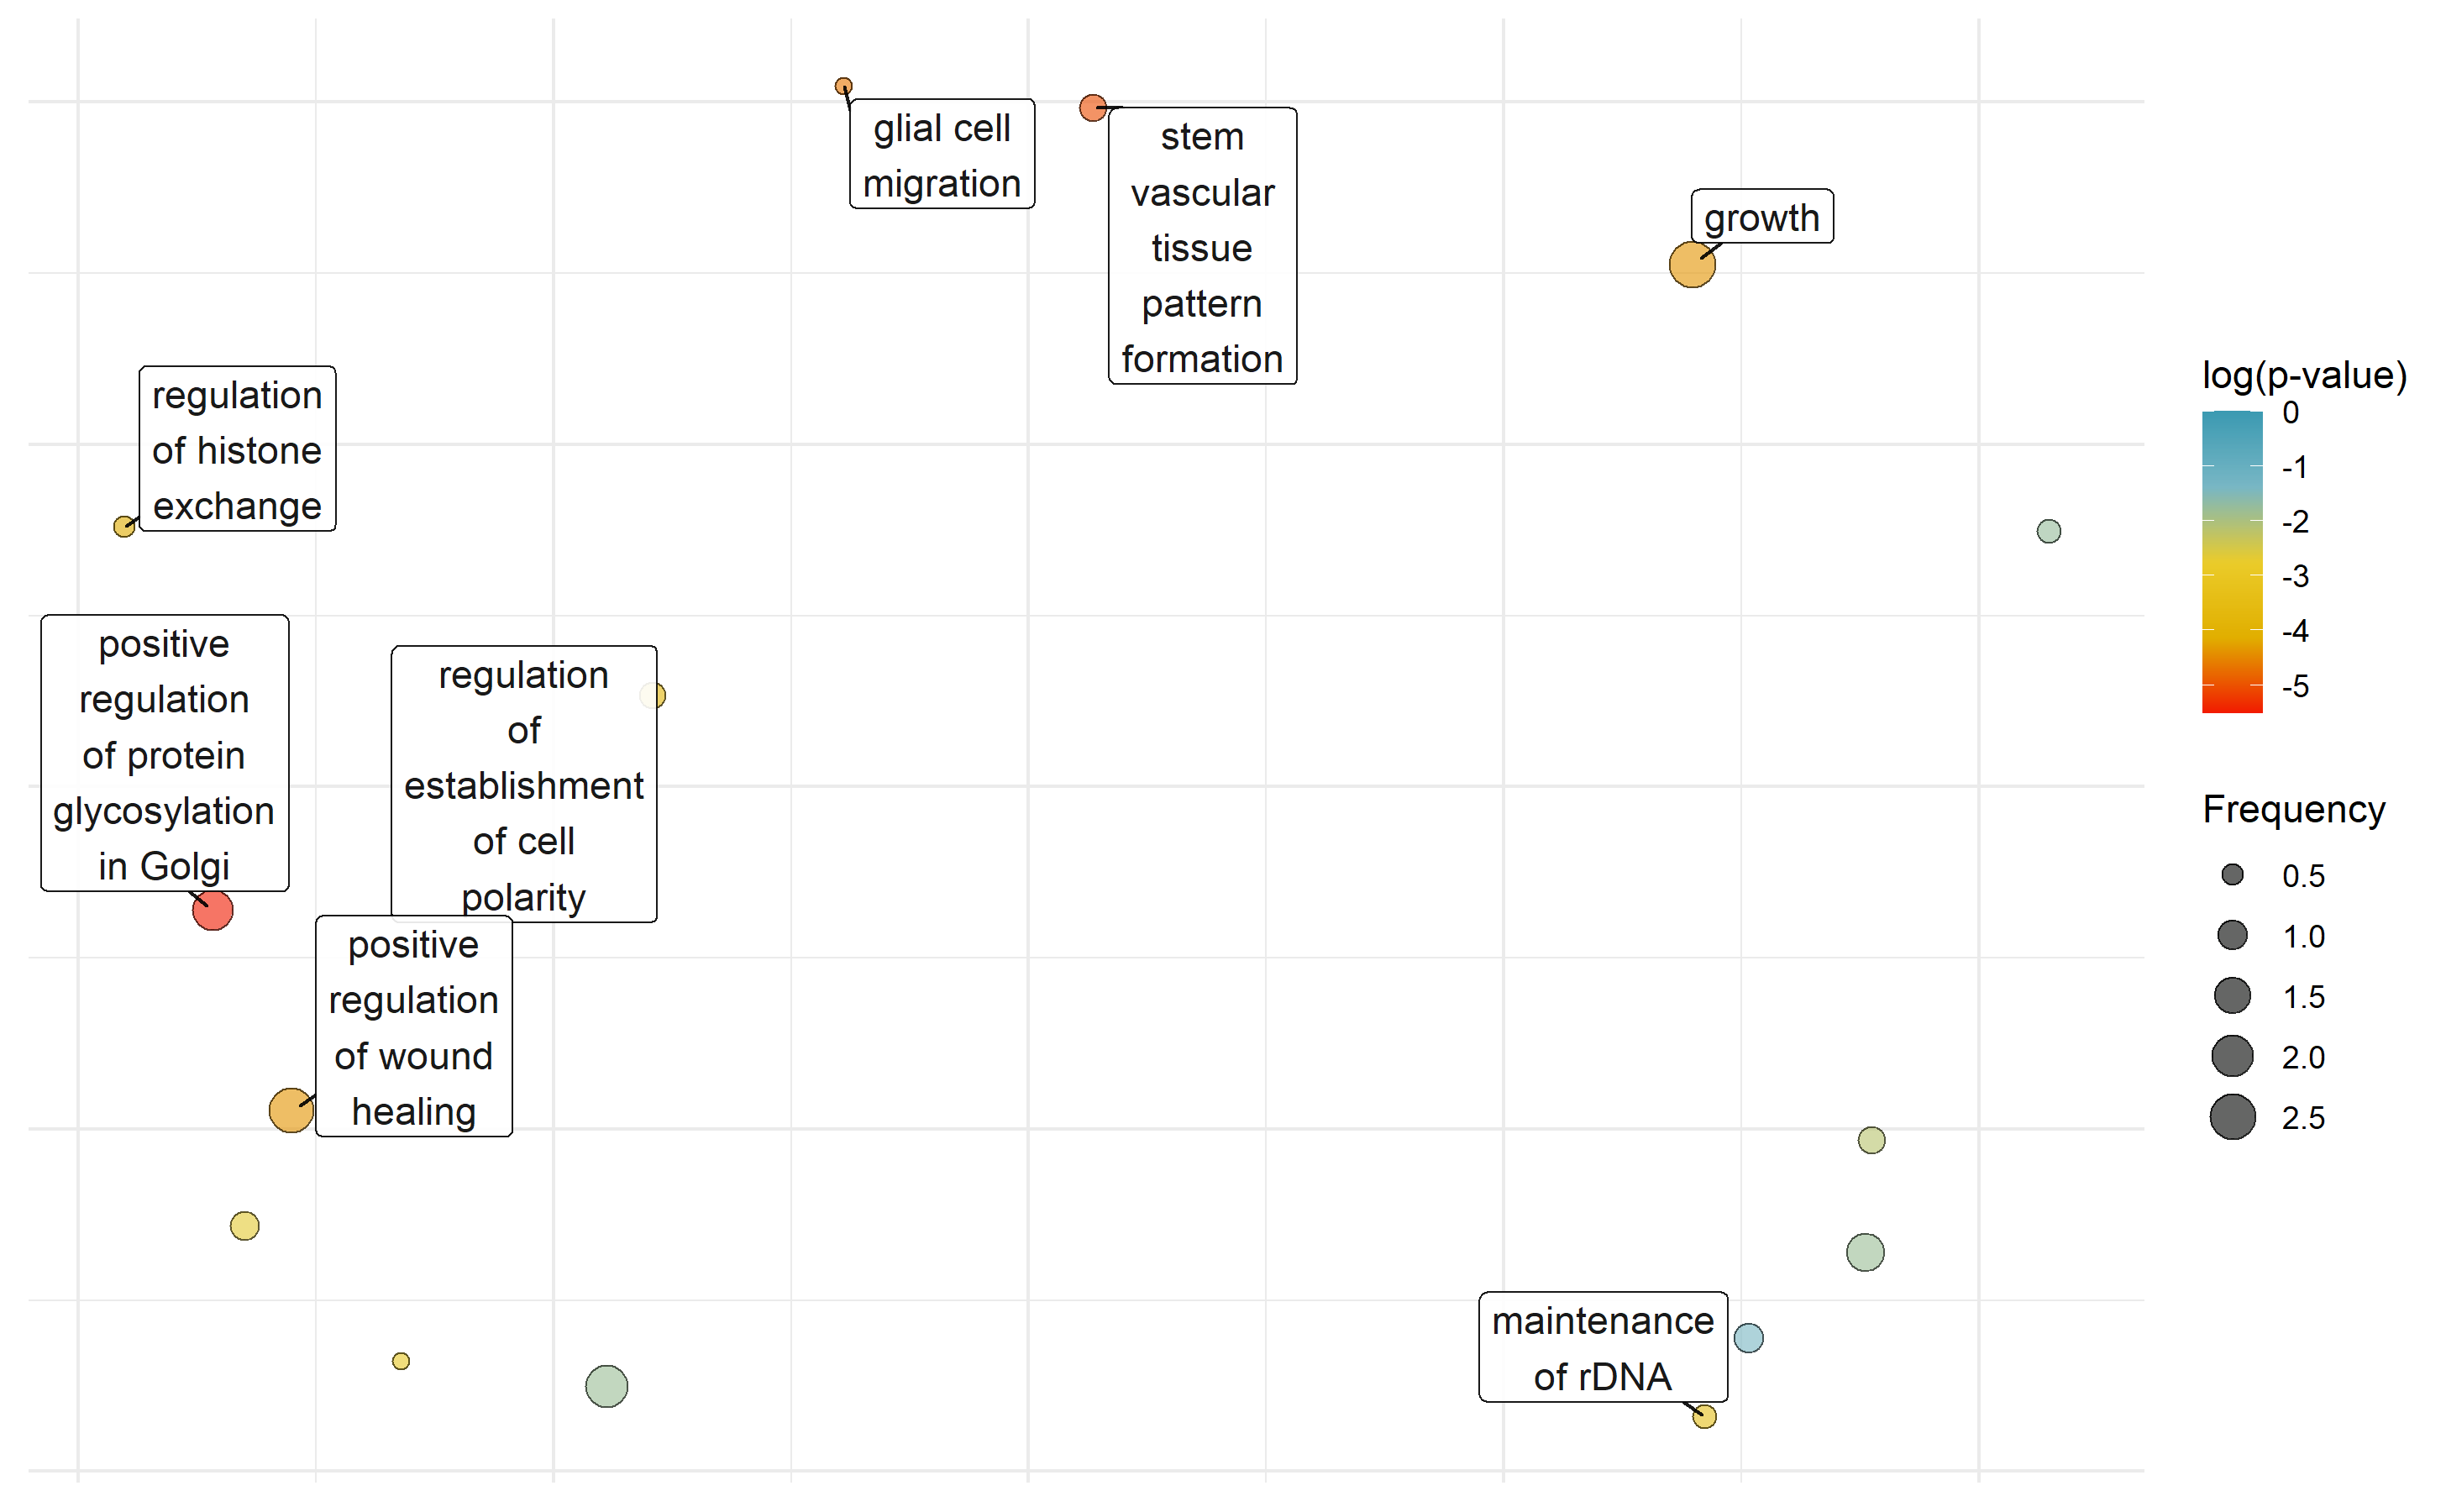 glial cell
migration
stem
vascular
tissue
pattern
formation
growth
regulation
of histone
exchange
positive
regulation
of protein
glycosylation
in Golgi
regulation
of
establishment
of cell
polarity
positive
regulation
of wound
healing
maintenance
of rDNA
log(p-value)
0
-1
-2
-3
-4
-5
Frequency
0.5
1.0
1.5
2.0
2.5